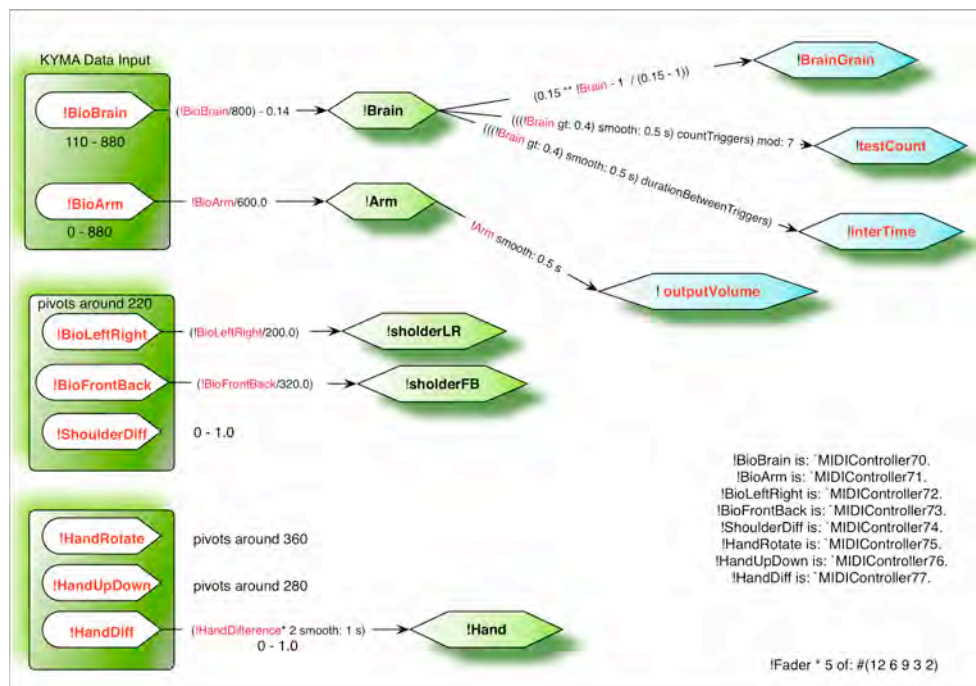 KYMA Data Input
!BioBrain
110 - 880
(!BioBrain/800) - 0.14
!Brain
(0.15 ** !Brain - 1 / (0.15 - 1))
!BrainGrain
(((!Brain gt: 0.4) smooth: 0.5 s) countTriggers) mod: 7
!testCount
(((!Brain gt: 0.4) smooth: 0.5 s) durationBetweenTriggers)
!interTime
!BioArm
0 - 880
!BioArm/600.0
!Arm
!Arm smooth: 0.5 s
! outputVolume
pivots around 220
!BioLeftRight
(!BioLeftRight/200.0)
!sholderLR
!BioFrontBack
(!BioFrontBack/320.0)
!sholderFB
!ShoulderDiff
0 - 1.0
!BioBrain is: `MIDIController70.
!BioArm is: `MIDIController71.
!BioLeftRight is: `MIDIController72.
!BioFrontBack is: `MIDIController73.
!ShoulderDiff is: `MIDIController74.
!HandRotate is: `MIDIController75.
!HandUpDown is: `MIDIController76.
!HandDiff is: `MIDIController77.
!HandRotate
pivots around 360
!HandUpDown
pivots around 280
!HandDiff
(!HandDifference* 2 smooth: 1 s)
0 - 1.0
!Hand
!Fader * 5 of: #(12 6 9 3 2)